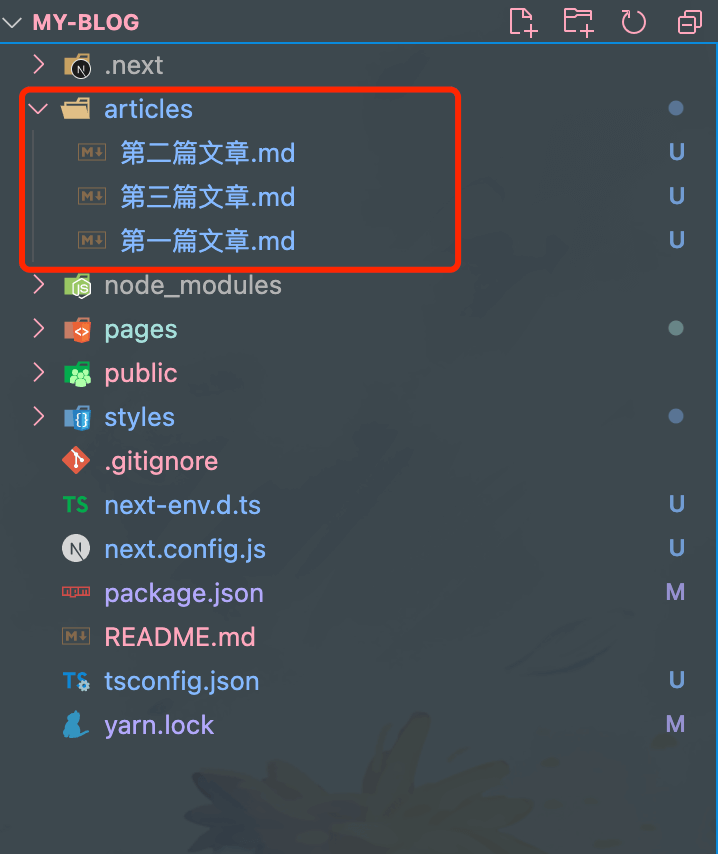 MY-BLOG
.next
articles
第二篇文章.md
U
第三篇文章.md
U
第一篇文章.md
U
node_modules
pages
public
styles
.gitignore
TS next-env.d.ts
U
N next.config.js
U
npm package.json
M
M README.md
TS tsconfig.json
U
yarn.lock
M